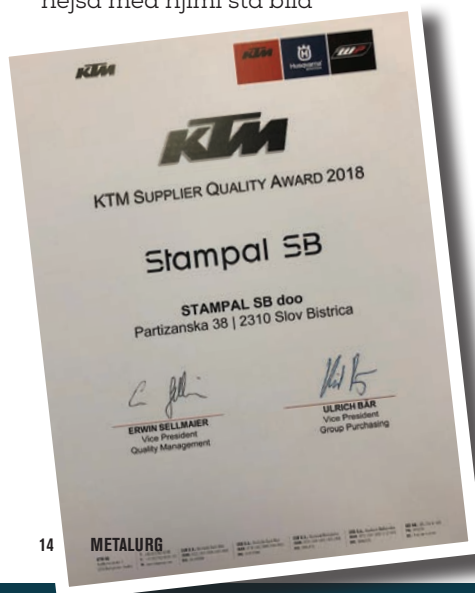 nejša med njimi sta bila
KTM
KTM
Husqvarna
WP
KTM
KTM SUPPLIER QUALITY AWARD 2018
Stampal SB
STAMPAL SB doo
Partizanska 38 | 2310 Slov Bistrica
ERWIN SELLMAIER
Vice President
Quality Management
ULRICH BÄR
Vice President
Group Purchasing
14 METALURG